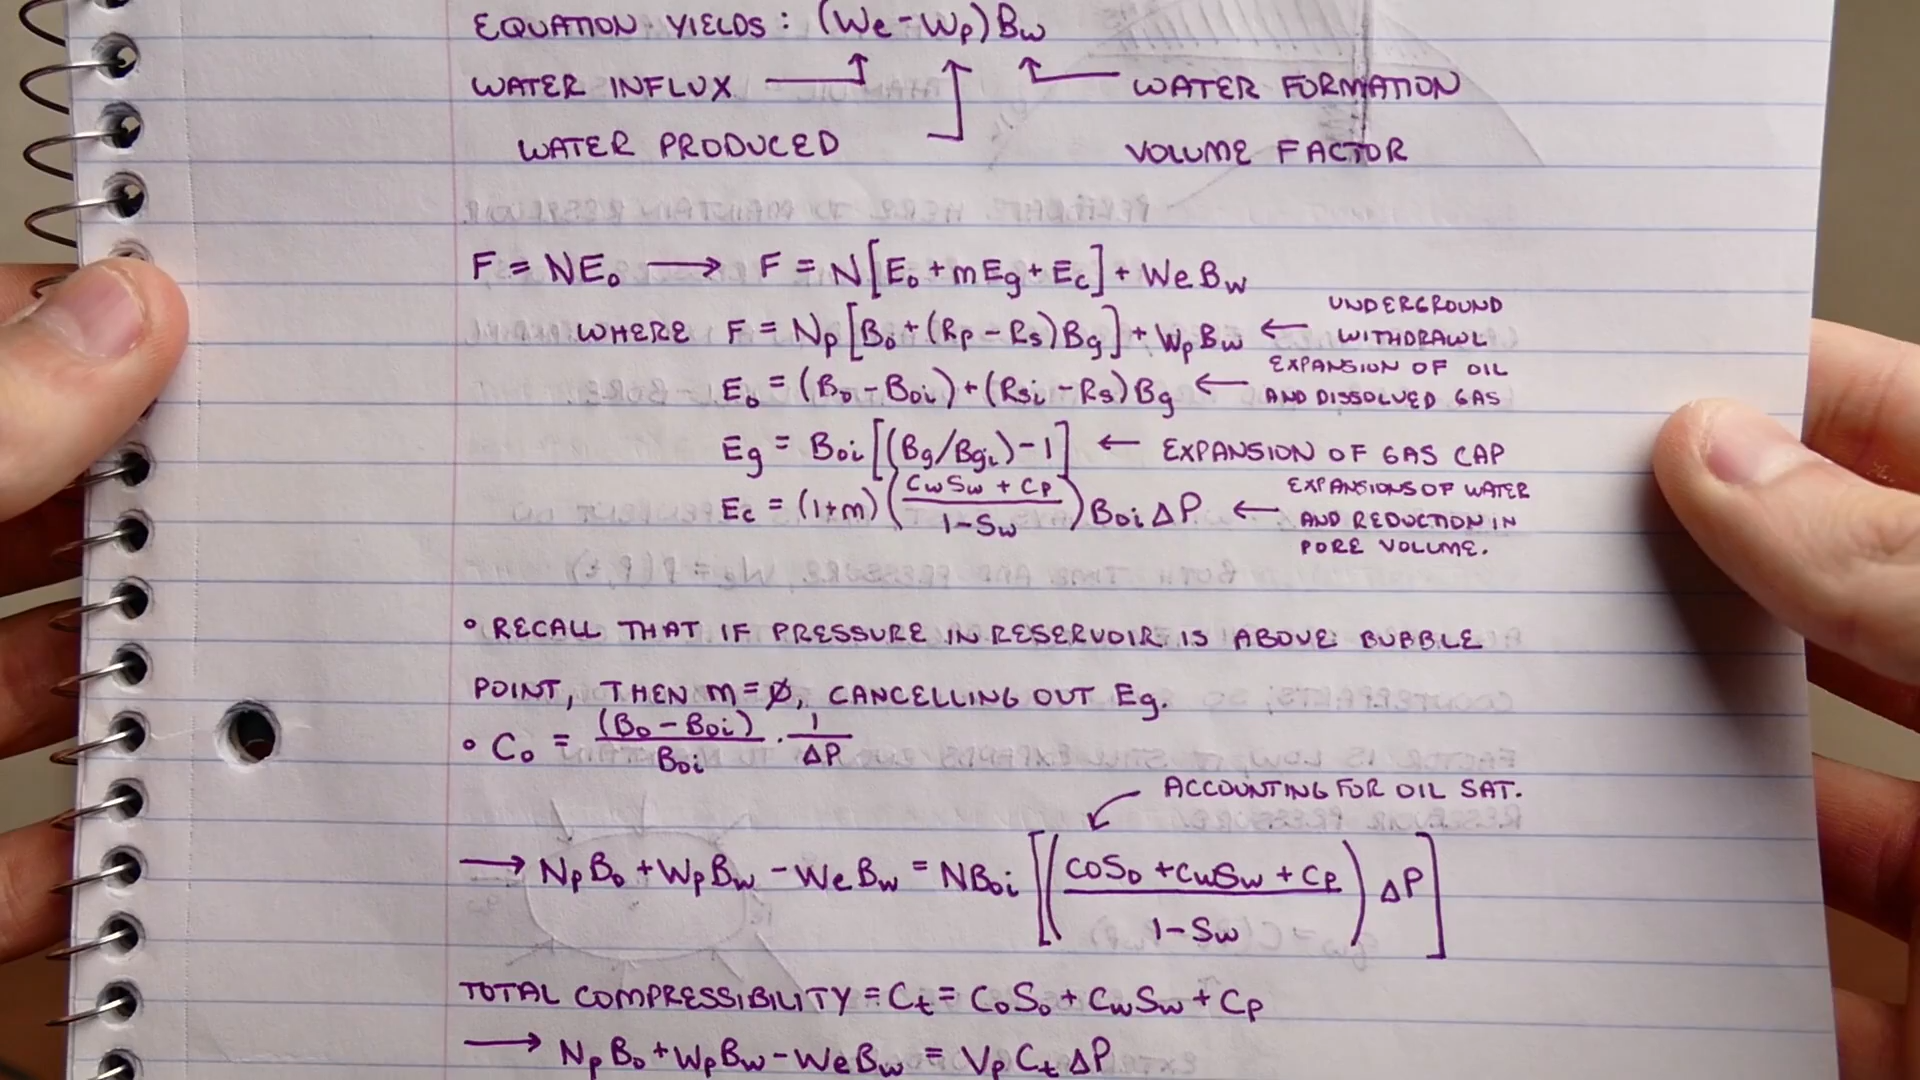 EQUATION YIELDS: (We - Wp)Bw
WATER INFLUX
WATER FORMATION
WATER PRODUCED
VOLUME FACTOR
F = NEo → F = N[Eo + mEg + Ec] + WeBw
WHERE F = Np[Bo + (Rp - Rs)Bg] + WpBw ← UNDERGROUND
WITHDRAWL
Eo = (Bo - Boi) + (Rsi - Rs)Bg ← EXPANSION OF OIL
AND DISSOLVED GAS
Eg = Boi[(Bg/Bgi) - 1] ← EXPANSION OF GAS CAP
Ec = (1+m)((CwSw + Cp)/(1-Sw))Boi ΔP ← EXPANSIONS OF WATER
AND REDUCTION IN
PORE VOLUME.
° RECALL THAT IF PRESSURE IN RESERVOIR IS ABOVE BUBBLE
POINT, THEN m = Ø, CANCELLING OUT Eg.
° Co = (Bo - Boi)/Boi · 1/ΔP
ACCOUNTING FOR OIL SAT.
→ NpBo + WpBw - WeBw = NBoi[((CoSo + CwSw + Cp)/(1-Sw)) ΔP]
TOTAL COMPRESSIBILITY = Ct = CoSo + CwSw + Cp
→ NpBo + WpBw - WeBw = VpCt ΔP